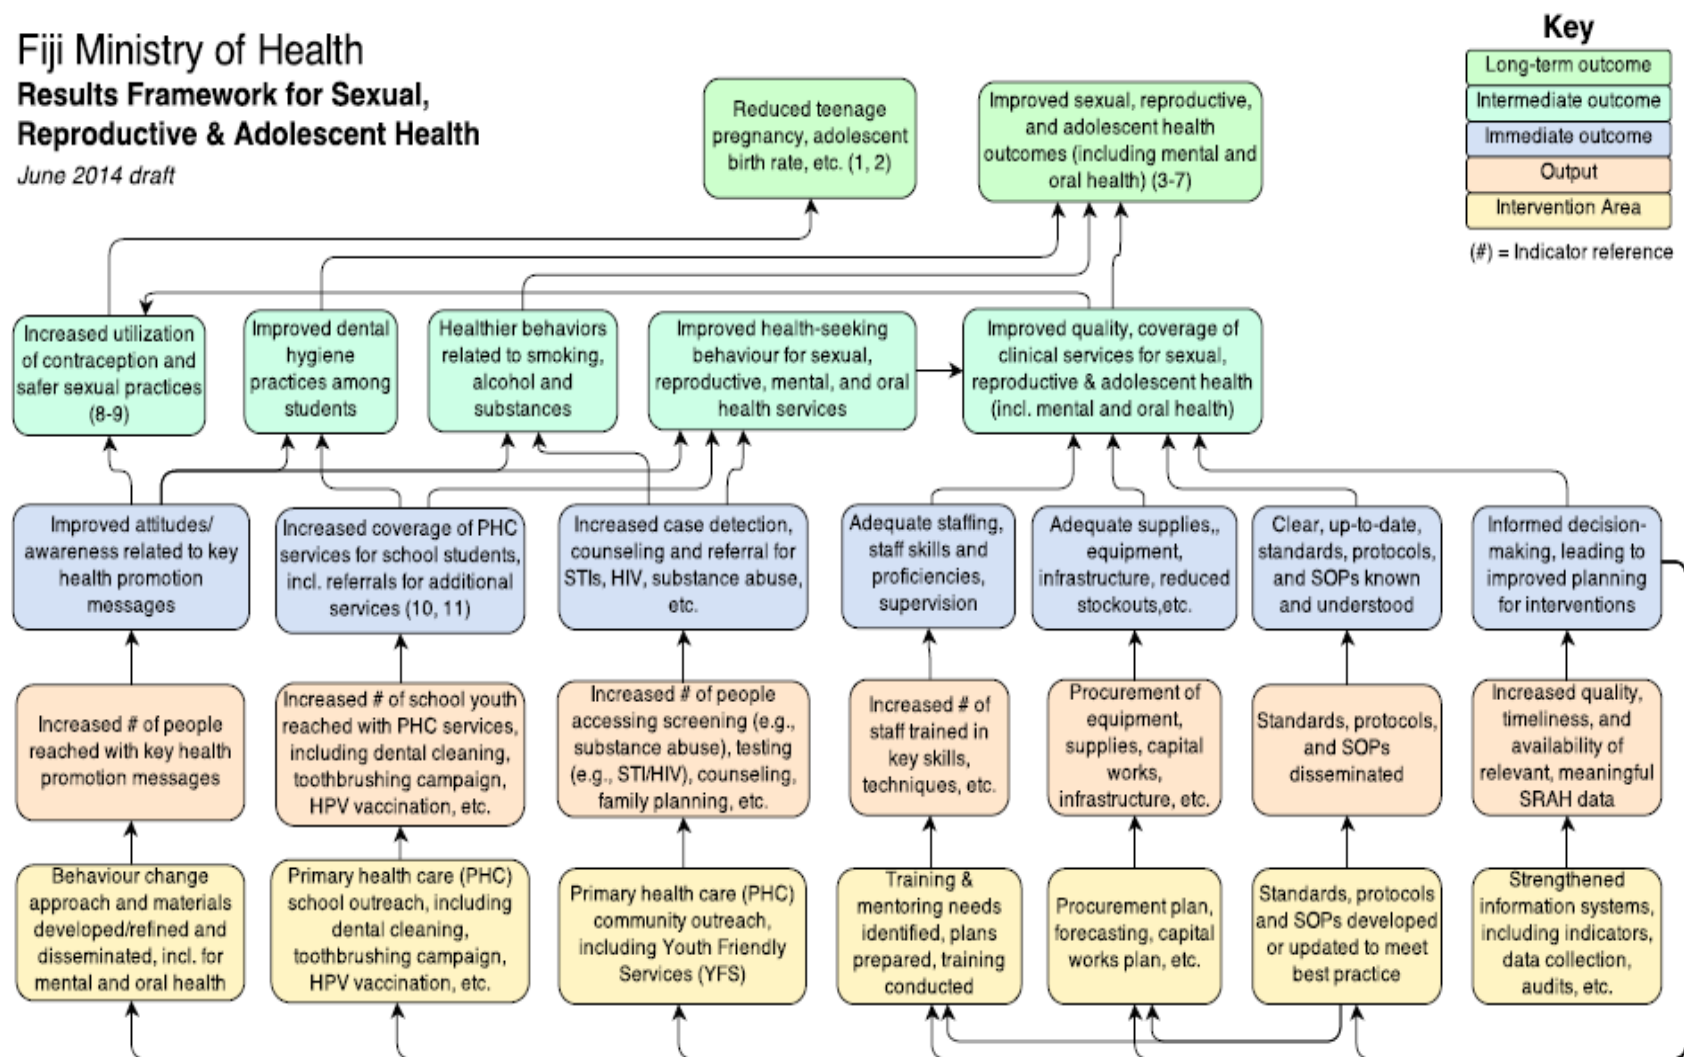 Fiji Ministry of Health
Results Framework for Sexual,
Reproductive & Adolescent Health
June 2014 draft
Key
Long-term outcome
Intermediate outcome
Immediate outcome
Output
Intervention Area
(#) = Indicator reference
Reduced teenage
pregnancy, adolescent
birth rate, etc. (1, 2)
Improved sexual, reproductive,
and adolescent health
outcomes (including mental and
oral health) (3-7)
Increased utilization
of contraception and
safer sexual practices
(8-9)
Improved dental
hygiene
practices among
students
Healthier behaviors
related to smoking,
alcohol and
substances
Improved health-seeking
behaviour for sexual,
reproductive, mental, and oral
health services
Improved quality, coverage of
clinical services for sexual,
reproductive & adolescent health
(incl. mental and oral health)
Improved attitudes/
awareness related to key
health promotion
messages
Increased coverage of PHC
services for school students,
incl. referrals for additional
services (10, 11)
Increased case detection,
counseling and referral for
STIs, HIV, substance abuse,
etc.
Adequate staffing,
staff skills and
proficiencies,
supervision
Adequate supplies,,
equipment,
infrastructure, reduced
stockouts,etc.
Clear, up-to-date,
standards, protocols,
and SOPs known
and understood
Informed decision-
making, leading to
improved planning
for interventions
Increased # of people
reached with key health
promotion messages
Increased # of school youth
reached with PHC services,
including dental cleaning,
toothbrushing campaign,
HPV vaccination, etc.
Increased # of people
accessing screening (e.g.,
substance abuse), testing
(e.g., STI/HIV), counseling,
family planning, etc.
Increased # of
staff trained in
key skills,
techniques, etc.
Procurement of
equipment,
supplies, capital
works,
infrastructure, etc.
Standards, protocols,
and SOPs
disseminated
Increased quality,
timeliness, and
availability of
relevant, meaningful
SRAH data
Behaviour change
approach and materials
developed/refined and
disseminated, incl. for
mental and oral health
Primary health care (PHC)
school outreach, including
dental cleaning,
toothbrushing campaign,
HPV vaccination, etc.
Primary health care (PHC)
community outreach,
including Youth Friendly
Services (YFS)
Training &
mentoring needs
identified, plans
prepared, training
conducted
Procurement plan,
forecasting, capital
works plan, etc.
Standards, protocols
and SOPs developed
or updated to meet
best practice
Strengthened
information systems,
including indicators,
data collection,
audits, etc.